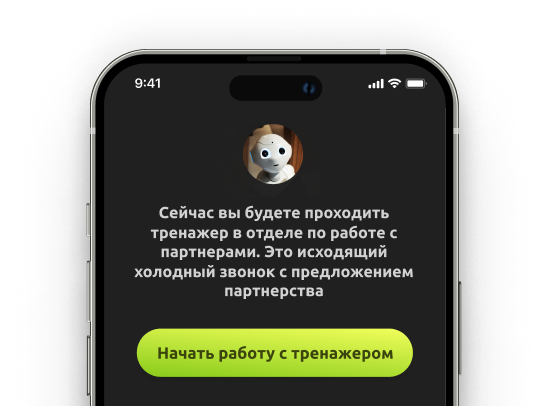 9:41
Сейчас вы будете проходить
тренажер в отделе по работе с
партнерами. Это исходящий
холодный звонок с предложением
партнерства
Начать работу с тренажером